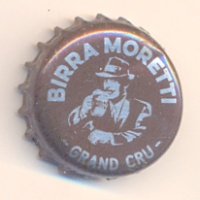 BIRRA MORETTI
- GRAND CRU -